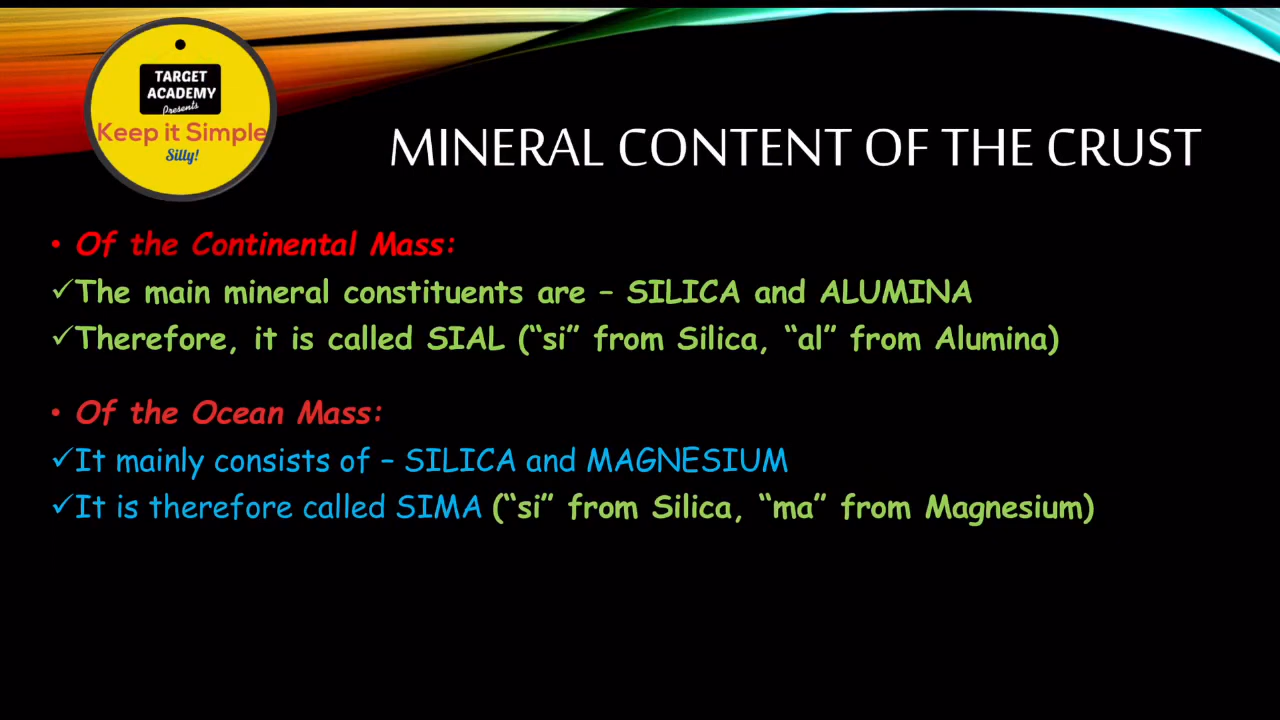 TARGET
ACADEMY
Presents
Keep it Simple
Silly!
MINERAL CONTENT OF THE CRUST
• Of the Continental Mass:
✓The main mineral constituents are – SILICA and ALUMINA
✓Therefore, it is called SIAL (“si” from Silica, “al” from Alumina)
• Of the Ocean Mass:
✓It mainly consists of – SILICA and MAGNESIUM
✓It is therefore called SIMA (“si” from Silica, “ma” from Magnesium)